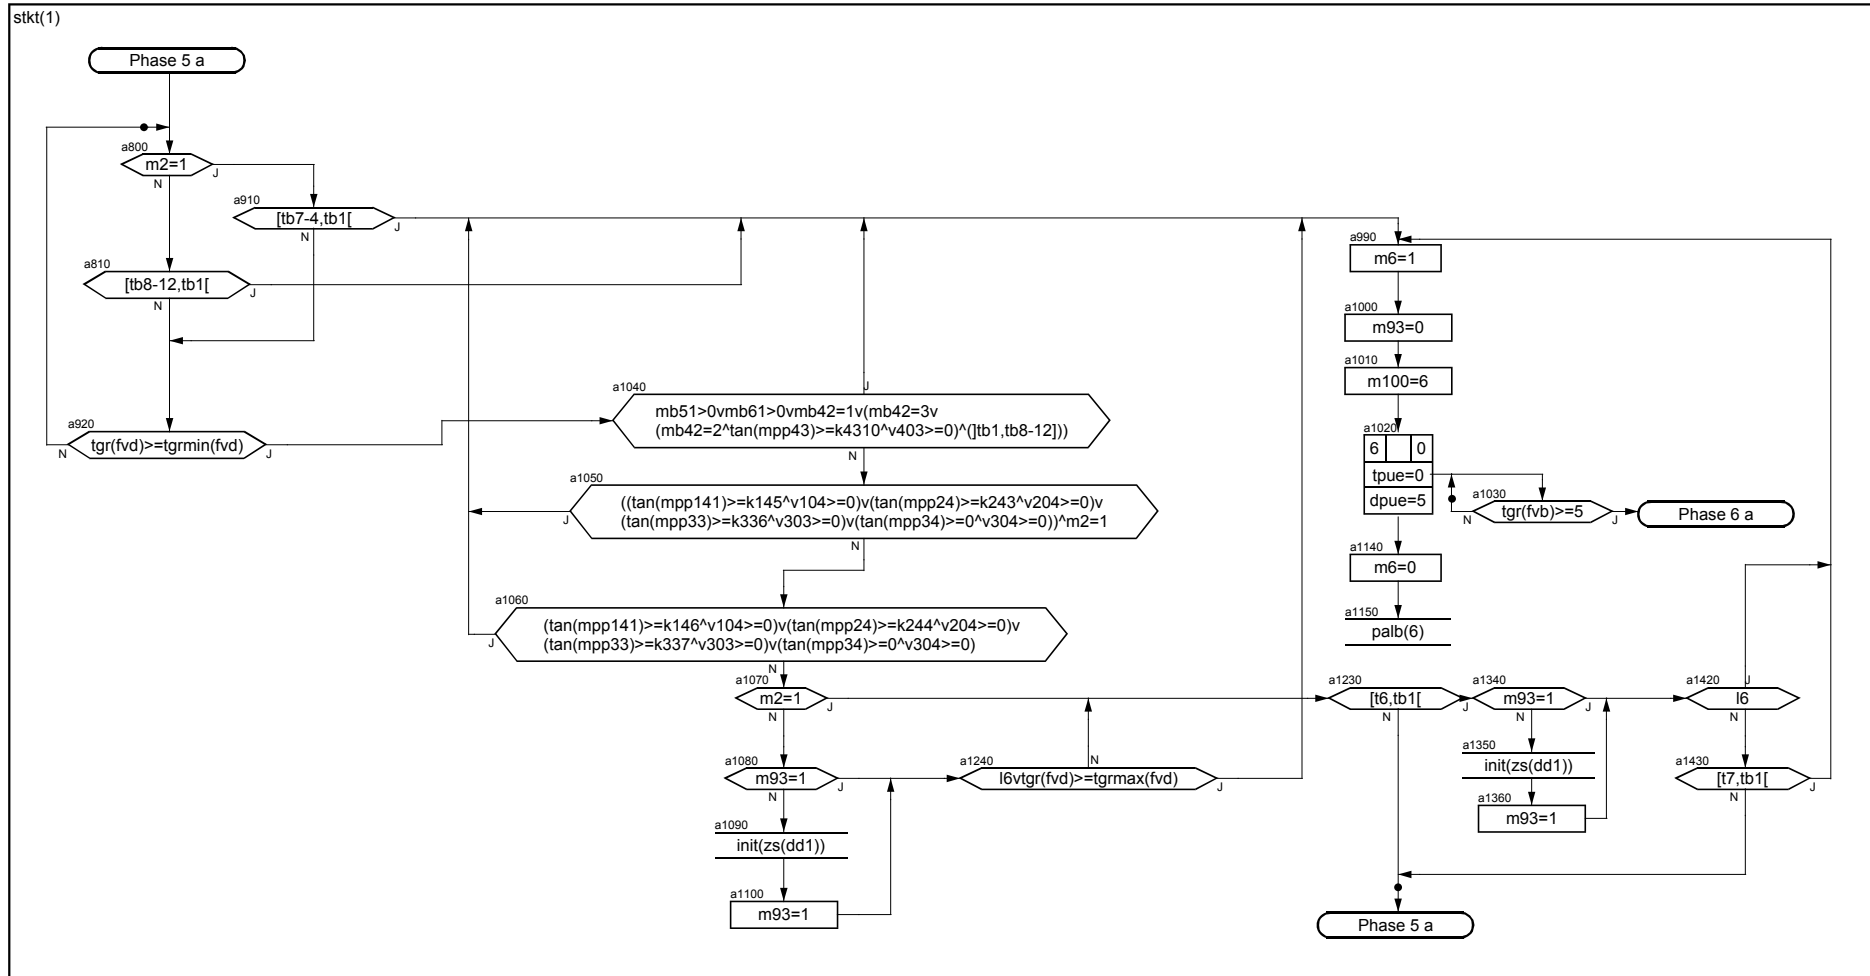 stkt(1)
Phase 5 a
a800
m2=1
N
J
a910
[tb7-4,tb1[
N
J
a810
[tb8-12,tb1[
N
J
a920
tgr(fvd)>=tgrmin(fvd)
N
J
a1040
J
mb51>0vmb61>0vmb42=1v(mb42=3v
(mb42=2^tan(mpp43)>=k4310^v403>=0)^(]tb1,tb8-12]))
N
a1050
((tan(mpp141)>=k145^v104>=0)v(tan(mpp24)>=k243^v204>=0)v
(tan(mpp33)>=k336^v303>=0)v(tan(mpp34)>=0^v304>=0))^m2=1
J
N
a1060
(tan(mpp141)>=k146^v104>=0)v(tan(mpp24)>=k244^v204>=0)v
(tan(mpp33)>=k337^v303>=0)v(tan(mpp34)>=0^v304>=0)
J
N
a1070
m2=1
N
J
a1080
m93=1
N
J
a1090
init(zs(dd1))
a1100
m93=1
a1240
N
l6vtgr(fvd)>=tgrmax(fvd)
J
a990
m6=1
a1000
m93=0
a1010
m100=6
a1020
6 0
tpue=0
dpue=5
a1030
tgr(fvb)>=5
N
J
Phase 6 a
a1140
m6=0
a1150
palb(6)
a1230
[t6,tb1[
N
J
a1340
m93=1
N
J
a1350
init(zs(dd1))
a1360
m93=1
a1420
J
l6
N
a1430
[t7,tb1[
N
J
Phase 5 a